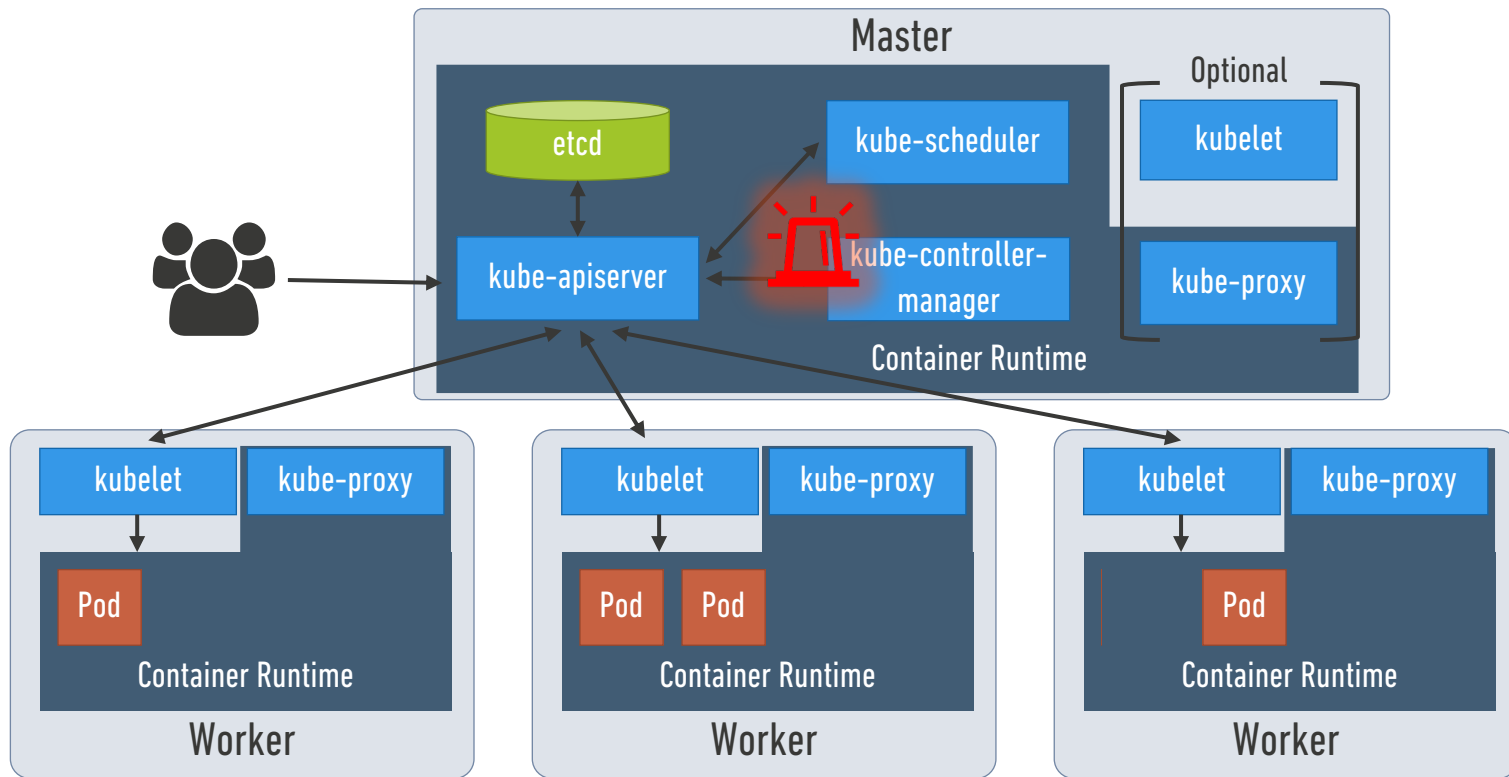 Master
Optional
etcd
kube-scheduler
kubelet
kube-apiserver
kube-controller-
manager
kube-proxy
Container Runtime
kubelet
kube-proxy
Pod
Container Runtime
Worker
kubelet
kube-proxy
Pod
Pod
Container Runtime
Worker
kubelet
kube-proxy
Pod
Container Runtime
Worker